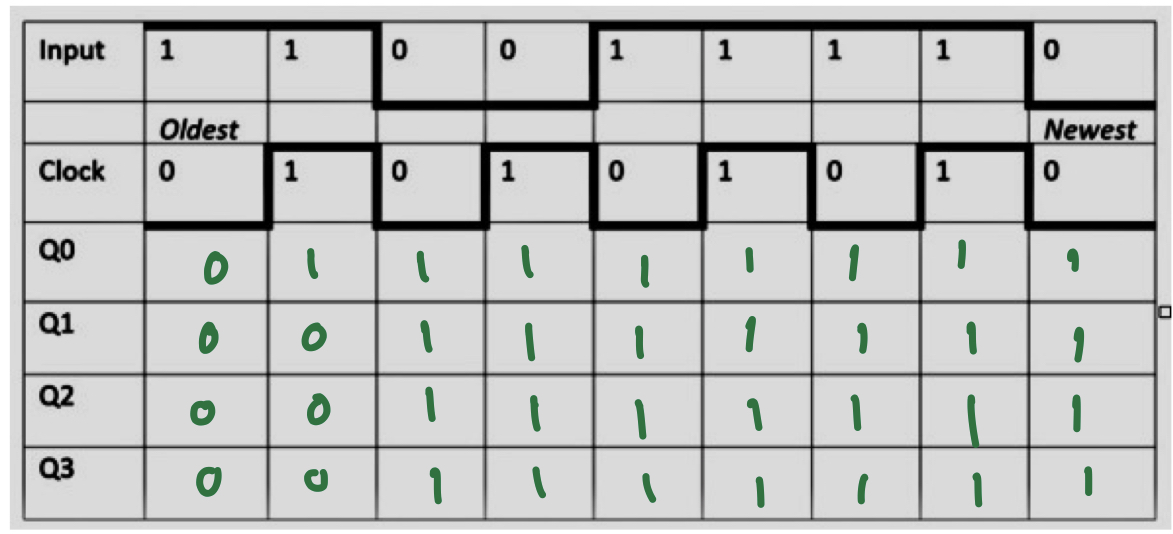 Input 1 1 0 0 1 1 1 1 0
Oldest Newest
Clock 0 1 0 1 0 1 0 1 0
Q0 0 1 1 1 1 1 1 1 1
Q1 0 0 1 1 1 1 1 1 1
Q2 0 0 1 1 1 1 1 1 1
Q3 0 0 1 1 1 1 1 1 1